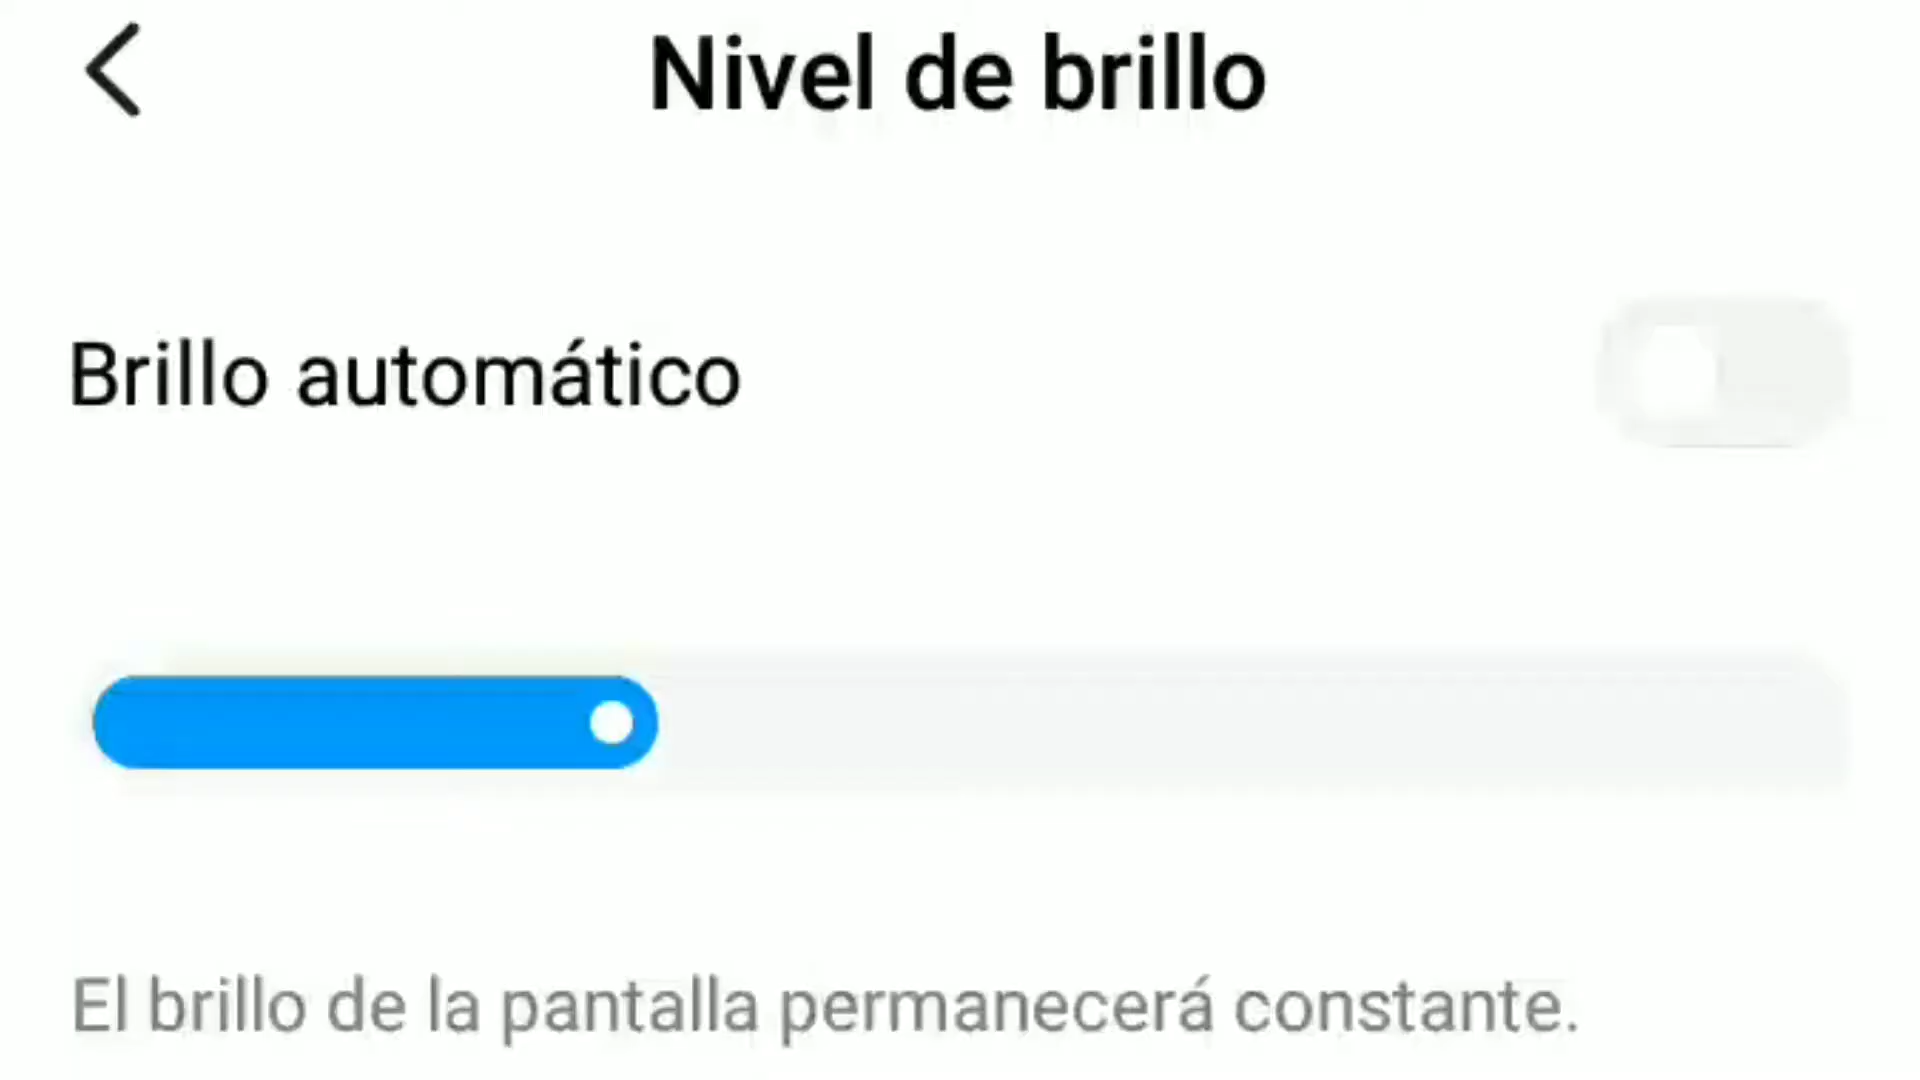 Nivel de brillo
Brillo automático
El brillo de la pantalla permanecerá constante.